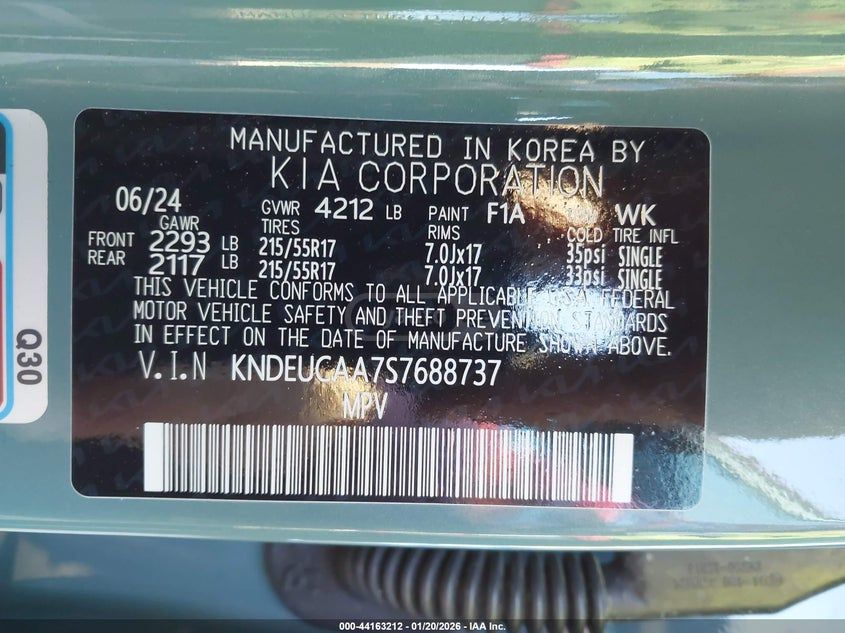 MANUFACTURED IN KOREA BY
KIA CORPORATION
06/24 GVWR 4212 LB PAINT F1A WK
GAWR TIRES RIMS COLD TIRE INFL
FRONT 2293 LB 215/55R17 7.0Jx17 35psi SINGLE
REAR 2117 LB 215/55R17 7.0Jx17 33psi SINGLE
THIS VEHICLE CONFORMS TO ALL APPLICABLE U.S.A. FEDERAL
MOTOR VEHICLE SAFETY AND THEFT PREVENTION STANDARDS
IN EFFECT ON THE DATE OF MANUFACTURE SHOWN ABOVE.
V.I.N KNDEUCAA7S7688737
MPV
Q30
000-44163212 - 01/20/2026 - IAA Inc.